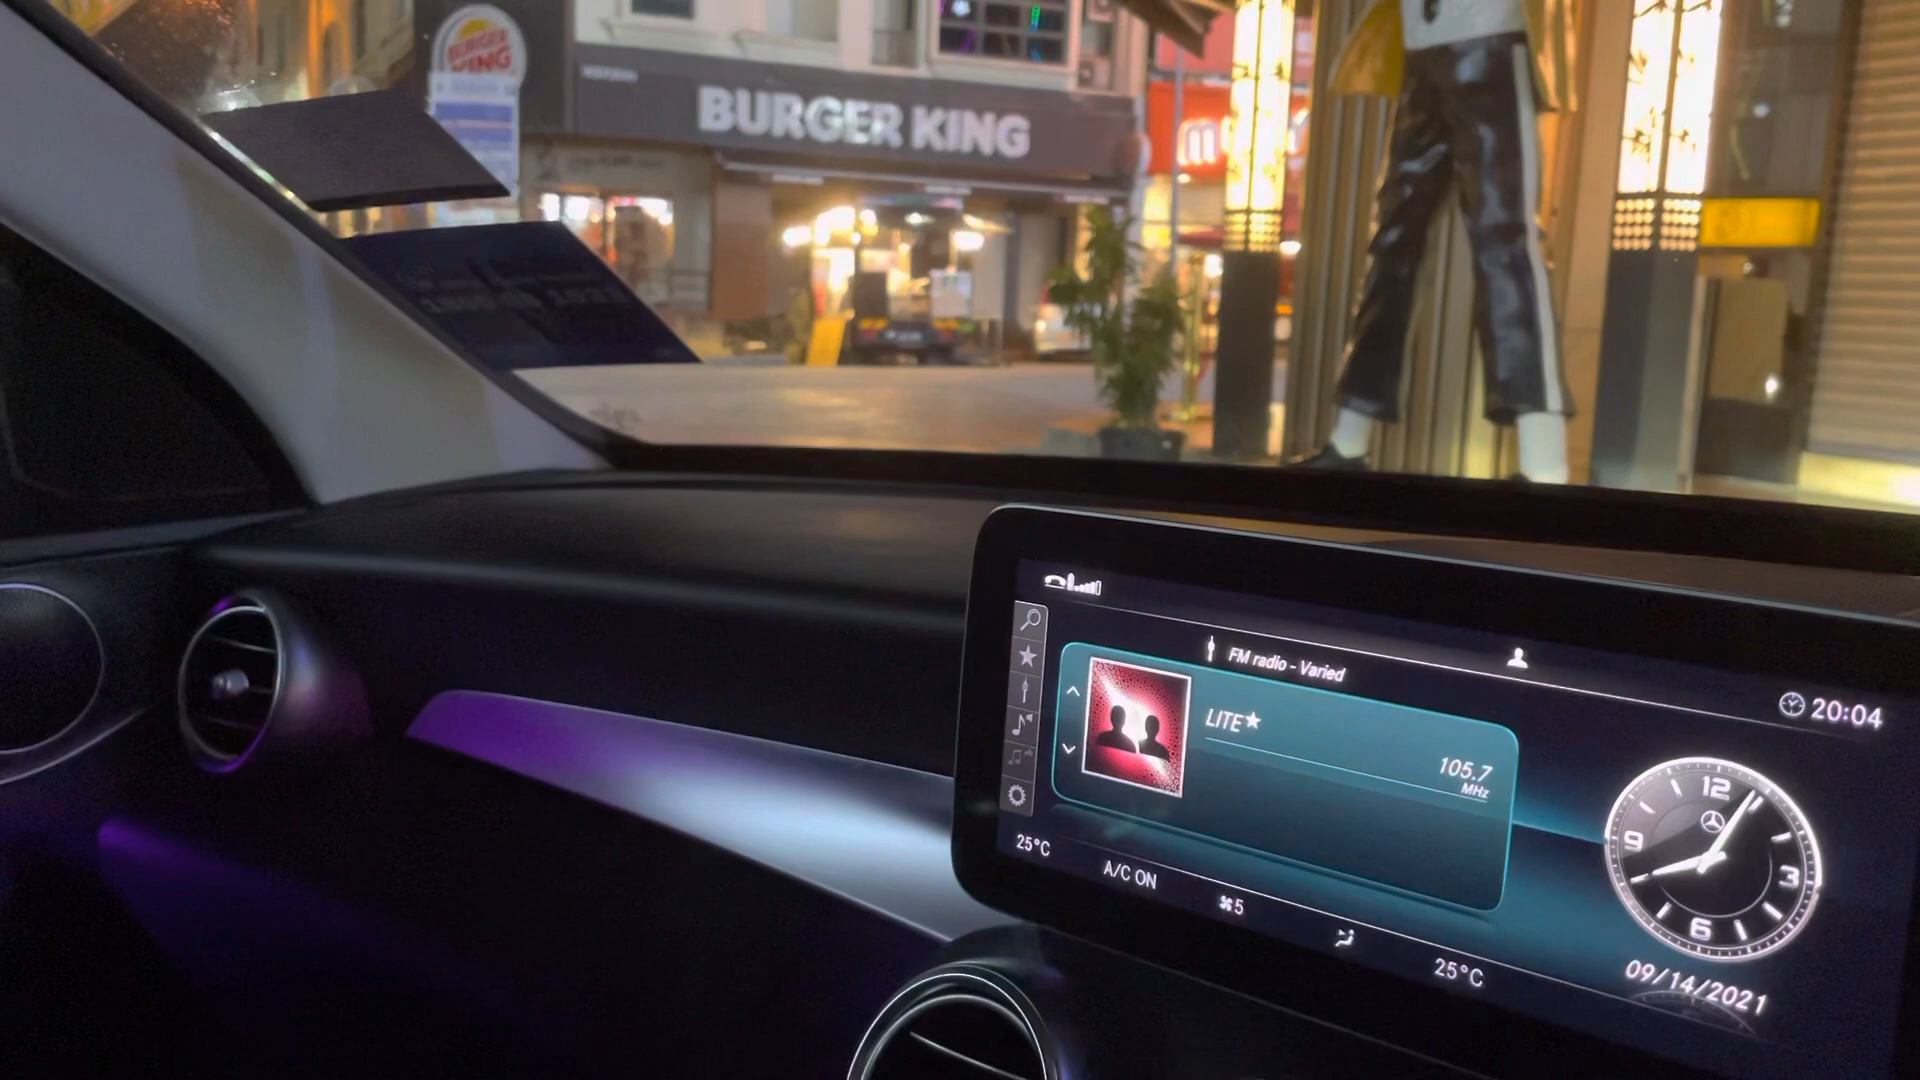 BURGER
KING
BURGER KING
FM radio - Varied
20:04
LITE★
105.7
MHz
12
9
3
6
25°C
A/C ON
5
25°C
09/14/2021